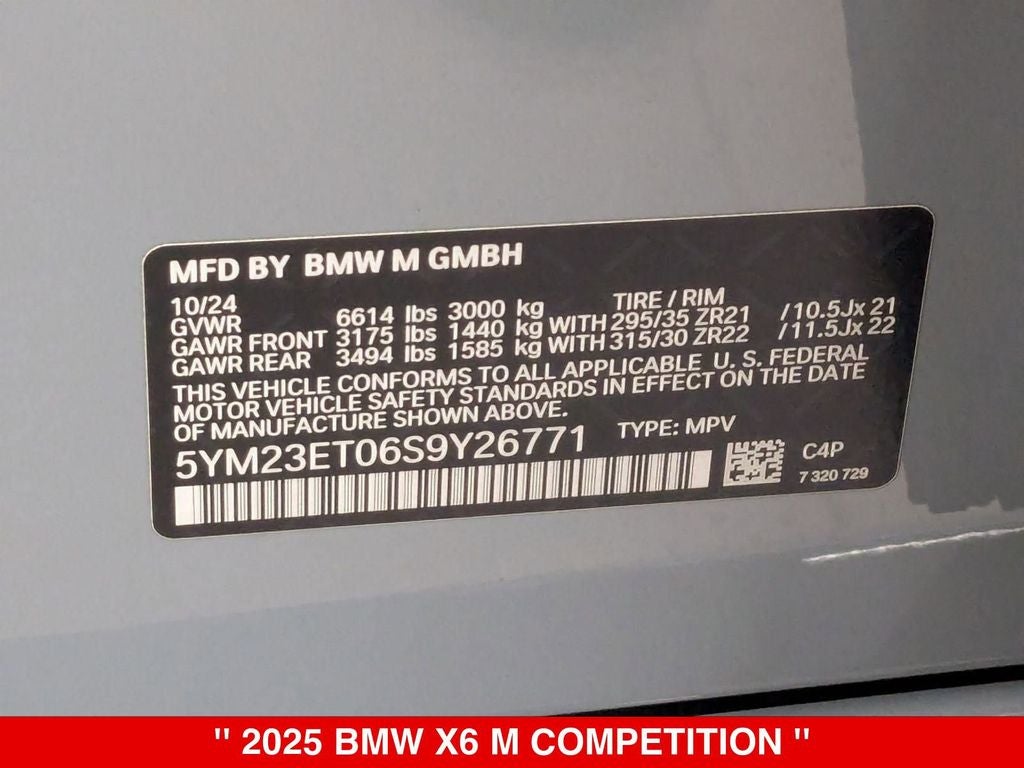 MFD BY BMW M GMBH
10/24 TIRE / RIM
GVWR 6614 lbs 3000 kg
GAWR FRONT 3175 lbs 1440 kg WITH 295/35 ZR21 /10.5Jx 21
GAWR REAR 3494 lbs 1585 kg WITH 315/30 ZR22 /11.5Jx 22
THIS VEHICLE CONFORMS TO ALL APPLICABLE U. S. FEDERAL
MOTOR VEHICLE SAFETY STANDARDS IN EFFECT ON THE DATE
OF MANUFACTURE SHOWN ABOVE.
5YM23ET06S9Y26771 TYPE: MPV
C4P
7 320 729
" 2025 BMW X6 M COMPETITION "